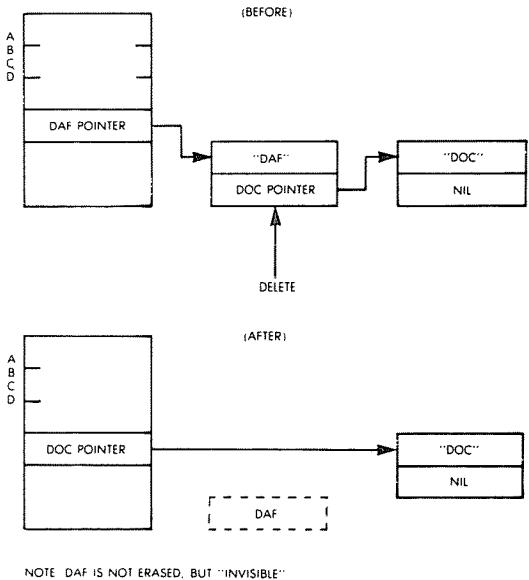 (BEFORE)
A
B
C
D
DAF POINTER
"DAF"
DOC POINTER
"DOC"
NIL
DELETE
(AFTER)
A
B
C
D
DOC POINTER
"DOC"
NIL
DAF
NOTE DAF IS NOT ERASED, BUT "INVISIBLE"